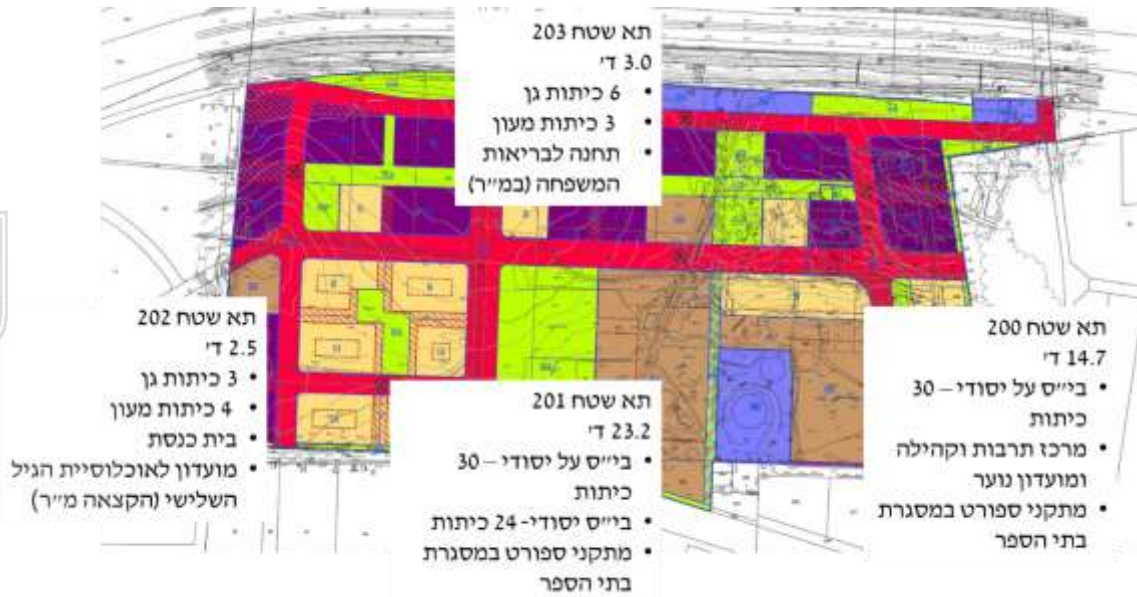 תא שטח 203
3.0 ד'
• 6 כיתות גן
• 3 כיתות מעון
• תחנה לבריאות
המשפחה (במ״ר)
תא שטח 202
2.5 ד'
• 3 כיתות גן
• 4 כיתות מעון
• בית כנסת
• מועדון לאוכלוסיית הגיל
השלישי (הקצאה מ״ר)
תא שטח 201
23.2 ד'
• בי״ס על יסודי – 30
כיתות
• בי״ס יסודי- 24 כיתות
• מתקני ספורט במסגרת
בתי הספר
תא שטח 200
14.7 ד'
• בי״ס על יסודי – 30
כיתות
• מרכז תרבות וקהילה
ומועדון נוער
• מתקני ספורט במסגרת
בתי הספר